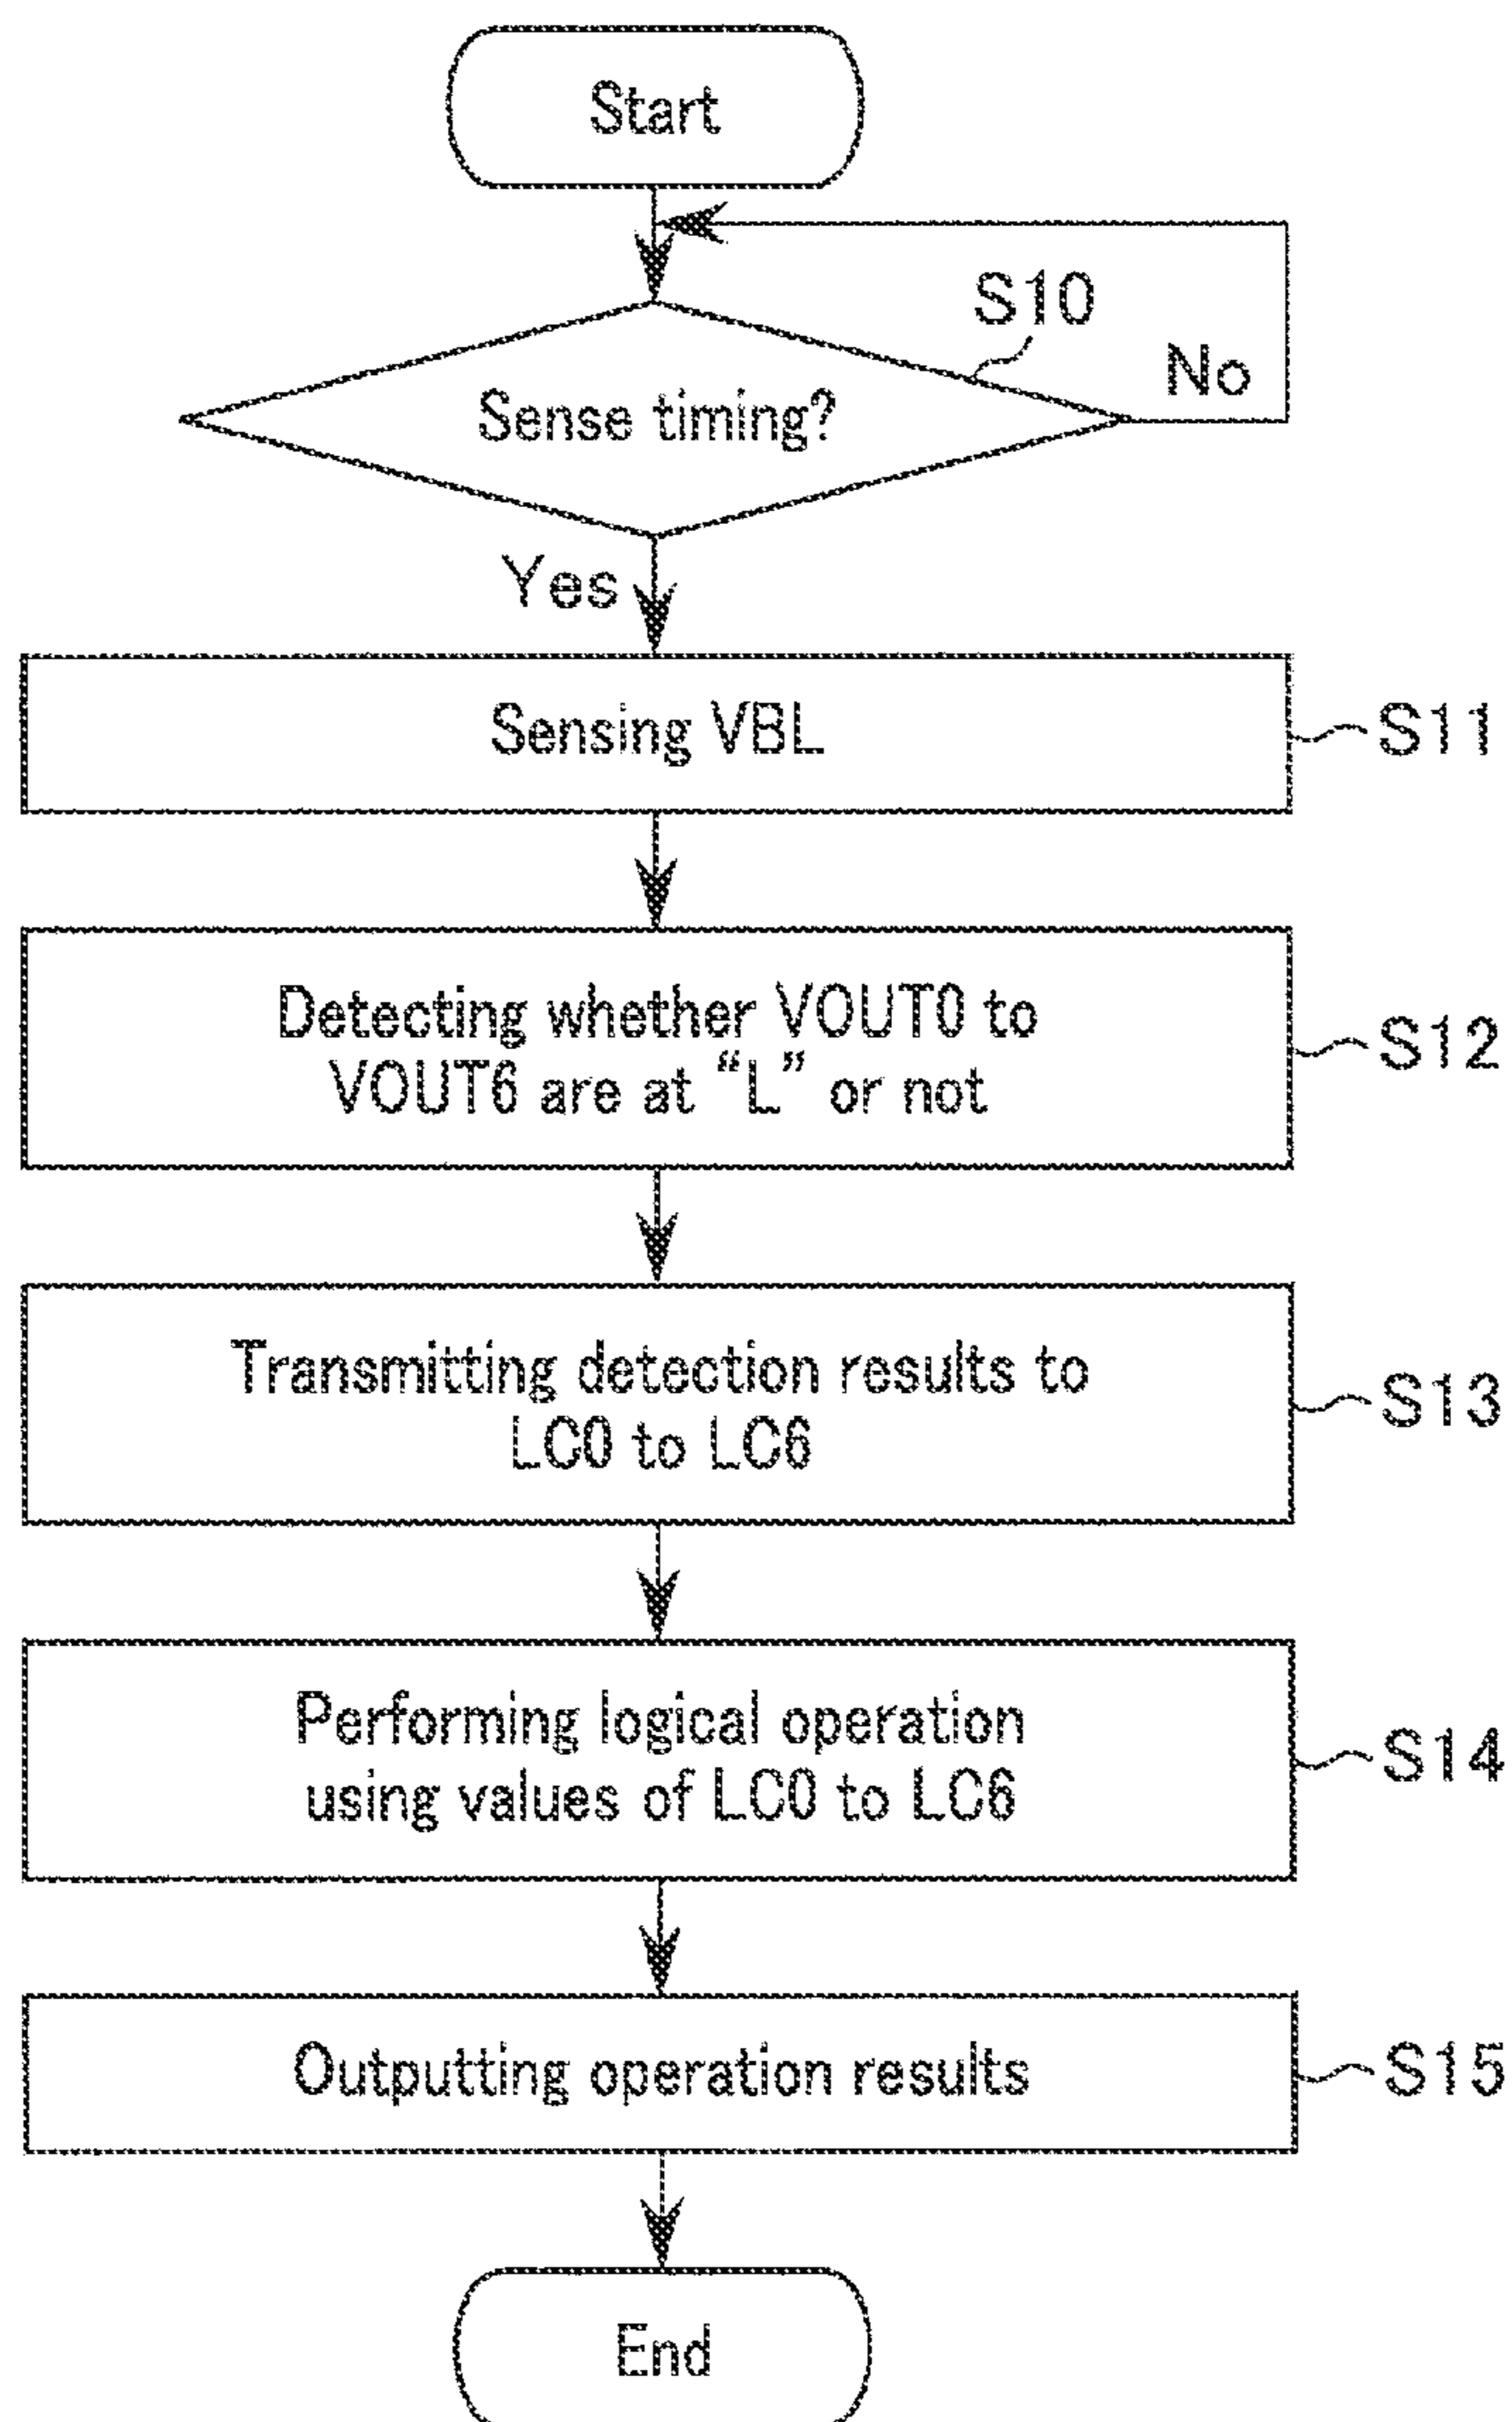 Start
S10
No
Sense timing?
Yes
Sensing VBL
S11
Detecting whether VOUT0 to
VOUT6 are at “L” or not
S12
Transmitting detection results to
LC0 to LC6
S13
Performing logical operation
using values of LC0 to LC6
S14
Outputting operation results
S15
End